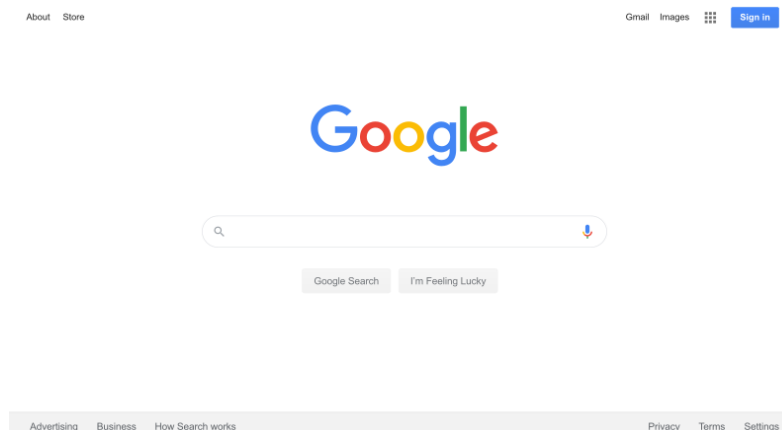 About Store Gmail Images Sign in
Google
Google Search I'm Feeling Lucky
Advertising Business How Search works Privacy Terms Settings